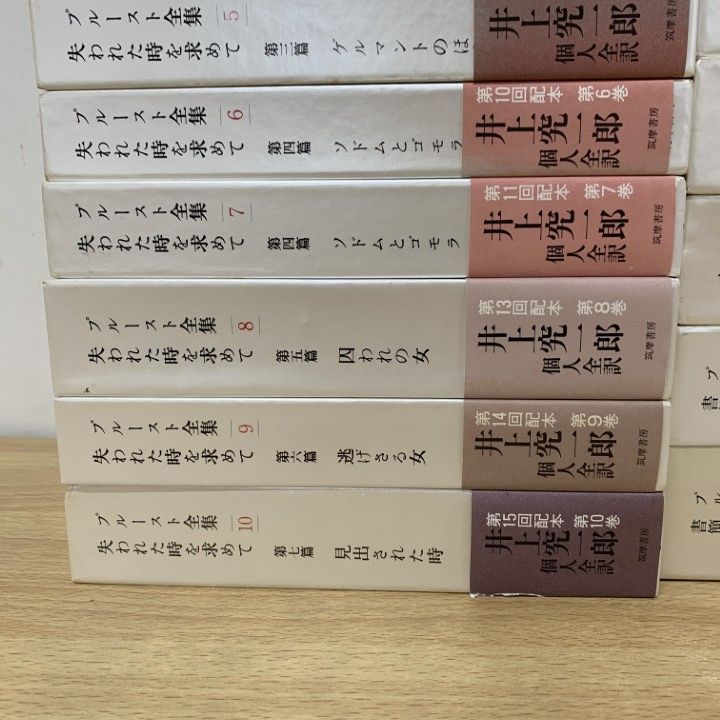 プルースト全集 5
失われた時を求めて
第三篇 ゲルマントのほ
井上究一郎
個人全訳
筑摩書房
プルースト全集 6
失われた時を求めて
第四篇 ソドムとゴモラ
第10回配本 第6巻
井上究一郎
個人全訳
筑摩書房
プルースト全集 7
失われた時を求めて
第四篇 ソドムとゴモラ
第11回配本 第7巻
井上究一郎
個人全訳
筑摩書房
プルースト全集 8
失われた時を求めて
第五篇 囚われの女
第13回配本 第8巻
井上究一郎
個人全訳
筑摩書房
プルースト全集 9
失われた時を求めて
第六篇 逃げさる女
第14回配本 第9巻
井上究一郎
個人全訳
筑摩書房
プルースト全集 10
失われた時を求めて
第七篇 見出された時
第15回配本 第10巻
井上究一郎
個人全訳
筑摩書房
プ
書
プル
書簡